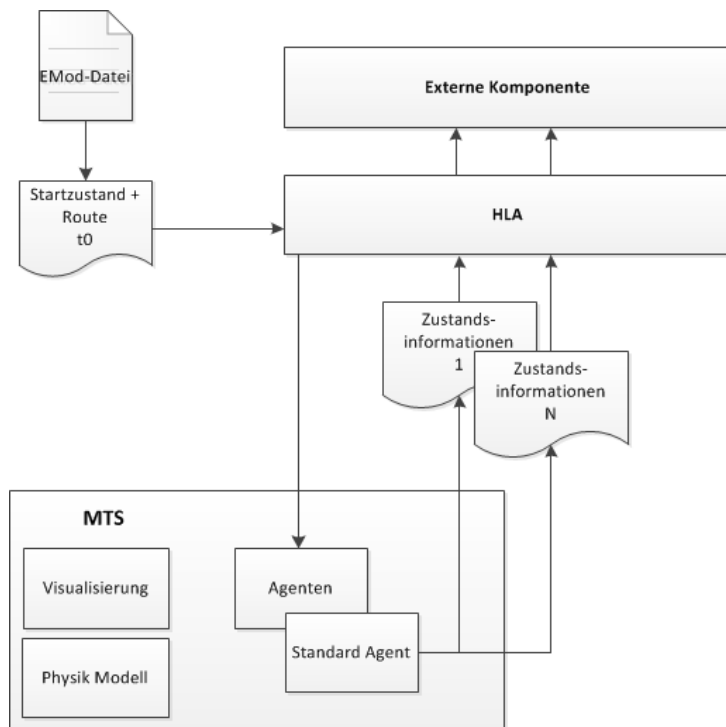 EMod-Datei
Externe Komponente
Startzustand +
Route
t0
HLA
Zustands-
informationen
1
Zustands-
informationen
N
MTS
Visualisierung
Agenten
Standard Agent
Physik Modell